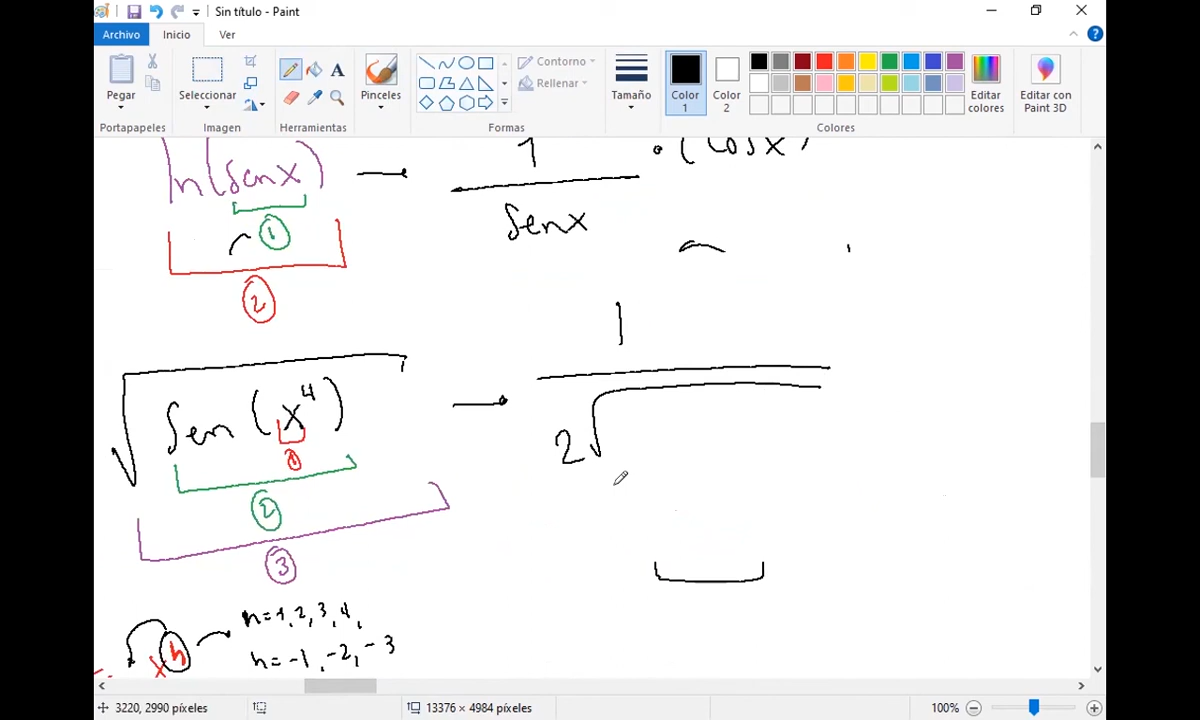 Sin título - Paint
Archivo Inicio Ver
Pegar
Seleccionar
A
Pinceles
Contorno
Rellenar
Tamaño
Color 1
Color 2
Editar colores
Editar con Paint 3D
Portapapeles Imagen Herramientas Formas Colores
ln(Senx) → 1/Senx • (Cosx)
1
2
√Sen(x⁴) → 1/2√
1
2
3
n=1,2,3,4,
xⁿ
n=-1,-2,-3
3220, 2990 píxeles
13376 × 4984 píxeles
100%